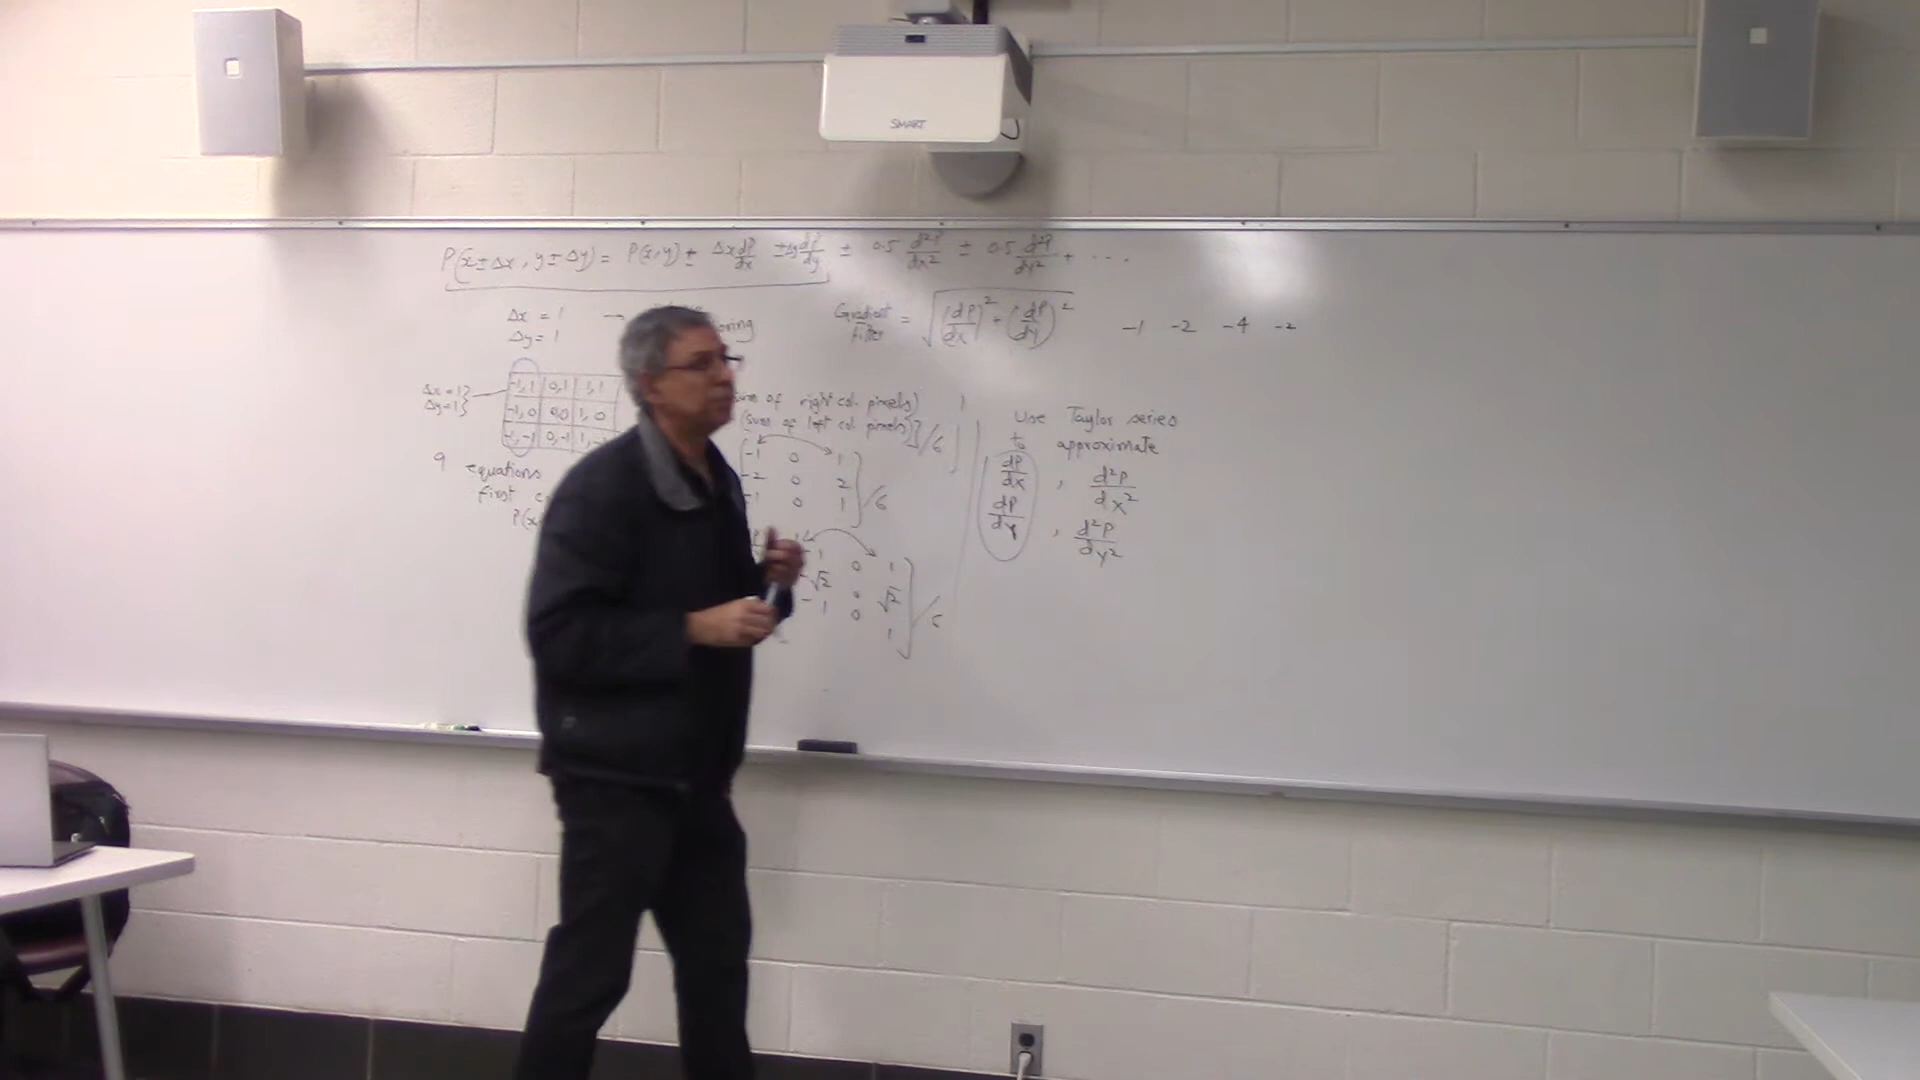 SMART
P(x±Δx, y±Δy) = P(x,y) ± Δx dP/dx ±Δy dP/dy ± 0.5 d²P/dx² ± 0.5 d²P/dy² + ...
Δx = 1 →
Δy = 1
Gradient Filter = √((dP/dx)² + (dP/dy)²)
-1 -2 -4 -2
Δx = 1}
Δy = 1}
-1,1 0,1 1,1
-1,0 0,0 1,0
-1,-1 0,-1
9 equations
first
sum of right col. pixels)
(sum of left col pixels)]/6
-1 0 1
-2 0 2
-1 0 1 ]/6
-1 0 1
-√2 0 √2
-1 0 1 ]/6
Use Taylor series
to approximate
dP/dx , d²P/dx²
dP/dy , d²P/dy²